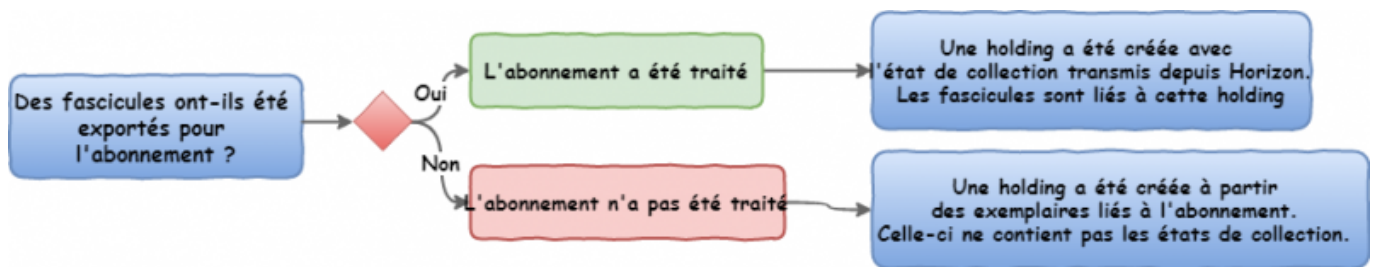 Des fascicules ont-ils été
exportés pour
l'abonnement ?
Oui
Non
L'abonnement a été traité
L'abonnement n'a pas été traité
Une holding a été créée avec
l'état de collection transmis depuis Horizon.
Les fascicules sont liés à cette holding
Une holding a été créée à partir
des exemplaires liés à l'abonnement.
Celle-ci ne contient pas les états de collection.